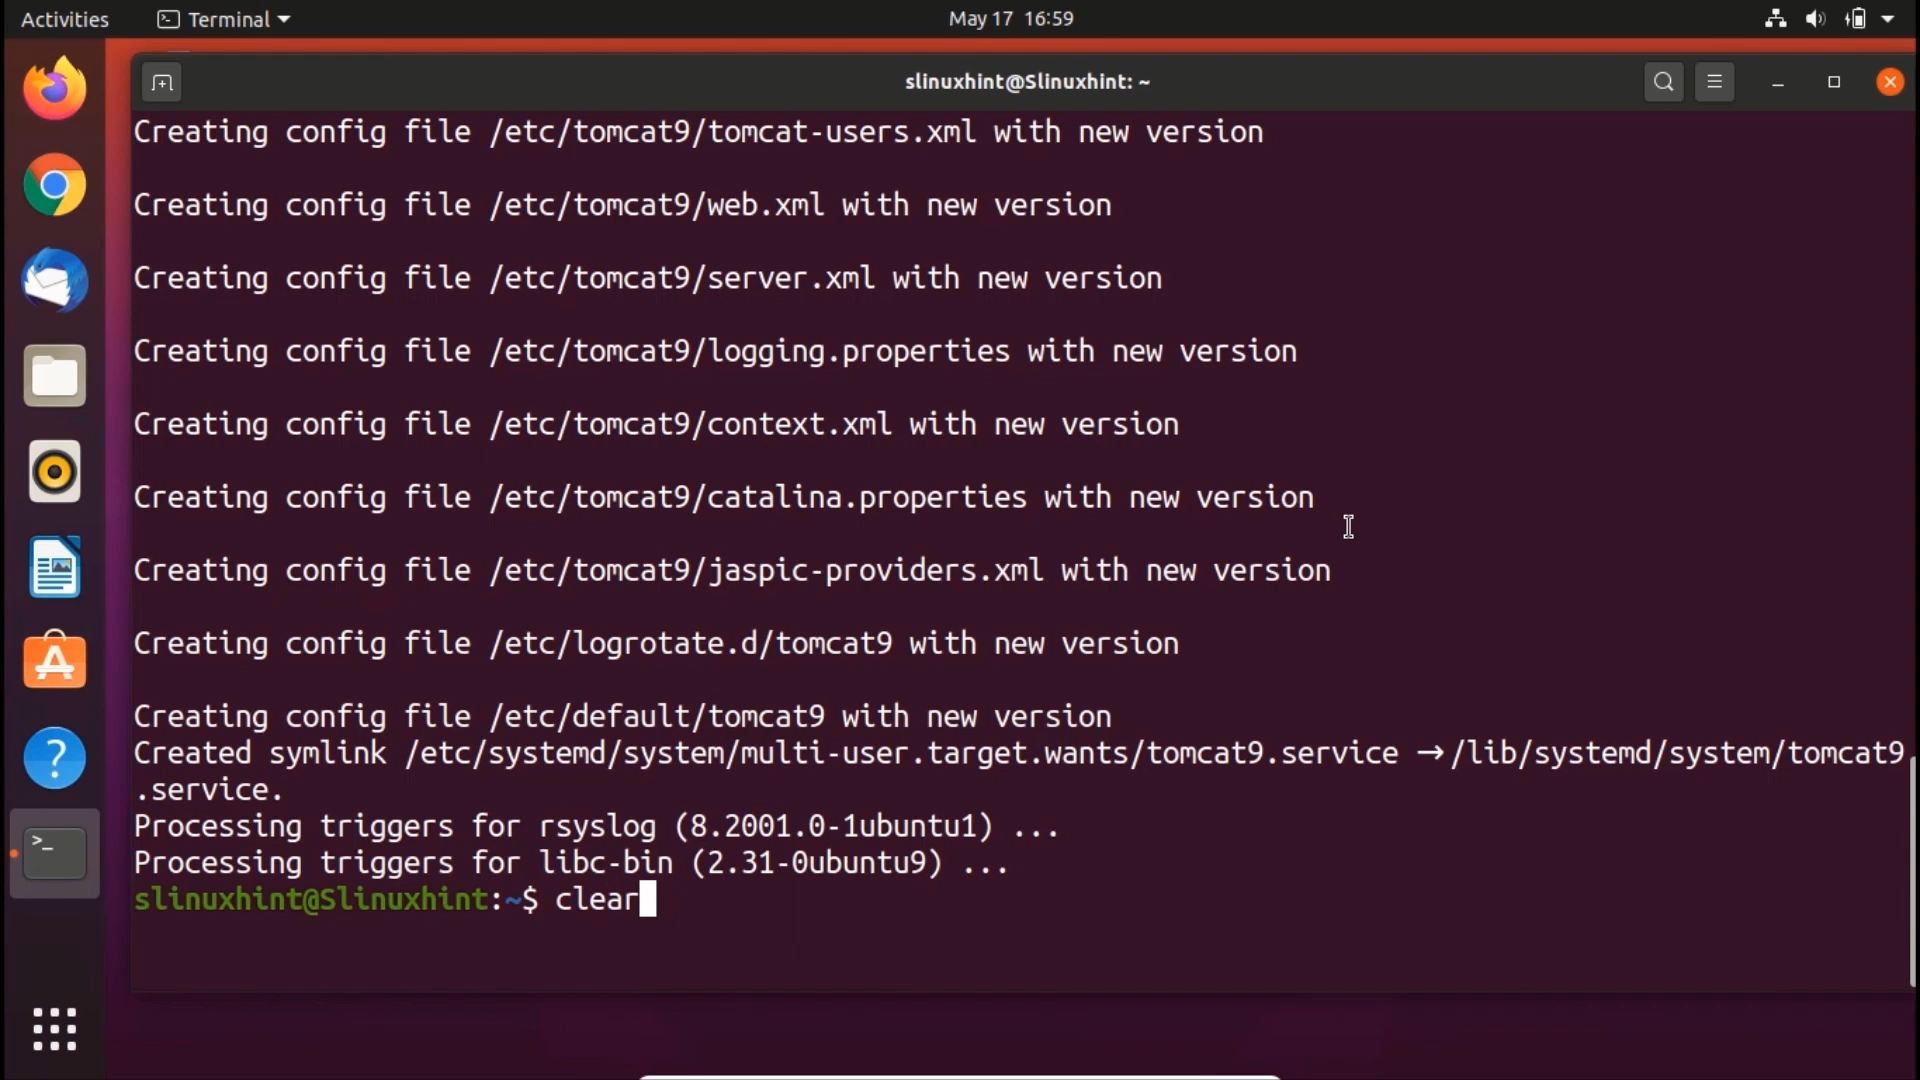 Activities
Terminal
May 17 16:59
slinuxhint@Slinuxhint: ~
Creating config file /etc/tomcat9/tomcat-users.xml with new version
Creating config file /etc/tomcat9/web.xml with new version
Creating config file /etc/tomcat9/server.xml with new version
Creating config file /etc/tomcat9/logging.properties with new version
Creating config file /etc/tomcat9/context.xml with new version
Creating config file /etc/tomcat9/catalina.properties with new version
Creating config file /etc/tomcat9/jaspic-providers.xml with new version
Creating config file /etc/logrotate.d/tomcat9 with new version
Creating config file /etc/default/tomcat9 with new version
Created symlink /etc/systemd/system/multi-user.target.wants/tomcat9.service → /lib/systemd/system/tomcat9
.service.
Processing triggers for rsyslog (8.2001.0-1ubuntu1) ...
Processing triggers for libc-bin (2.31-0ubuntu9) ...
slinuxhint@Slinuxhint:~$ clear